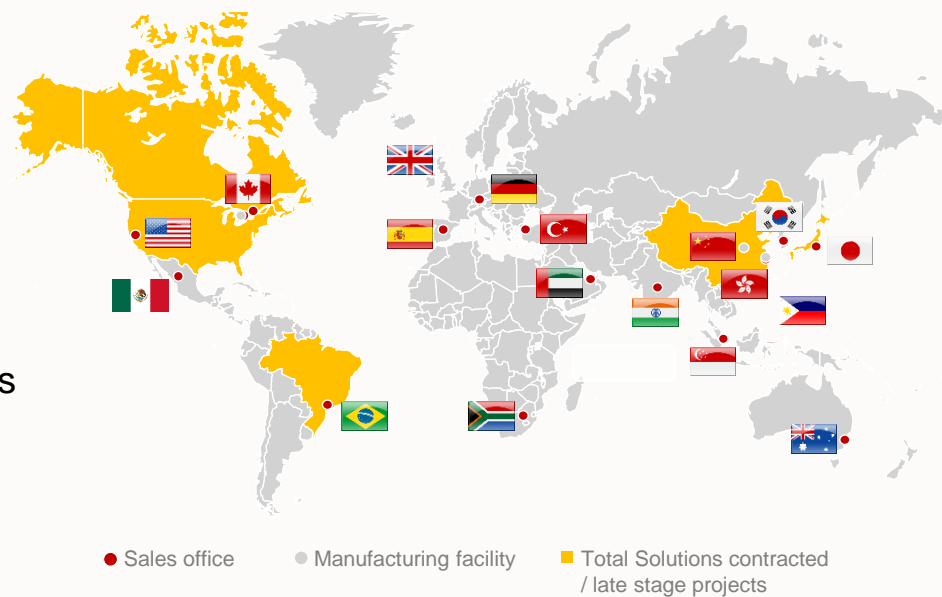 s
Sales office
Manufacturing facility
Total Solutions contracted
/ late stage projects